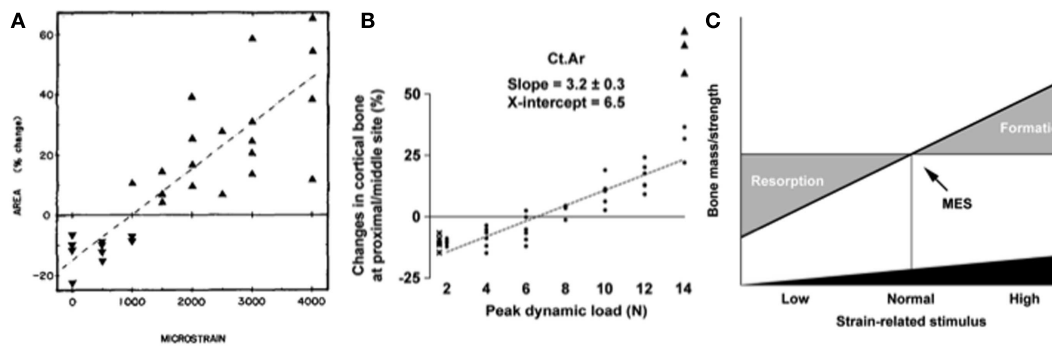 A
AREA (% change)
60
40
20
0
-20
0 1000 2000 3000 4000
MICROSTRAIN
B
Changes in cortical bone
at proximal/middle site (%)
Ct.Ar
Slope = 3.2 ± 0.3
X-intercept = 6.5
50
25
0
-25
2 4 6 8 10 12 14
Peak dynamic load (N)
C
Bone mass/strength
Formatio
Resorption
MES
Low Normal High
Strain-related stimulus